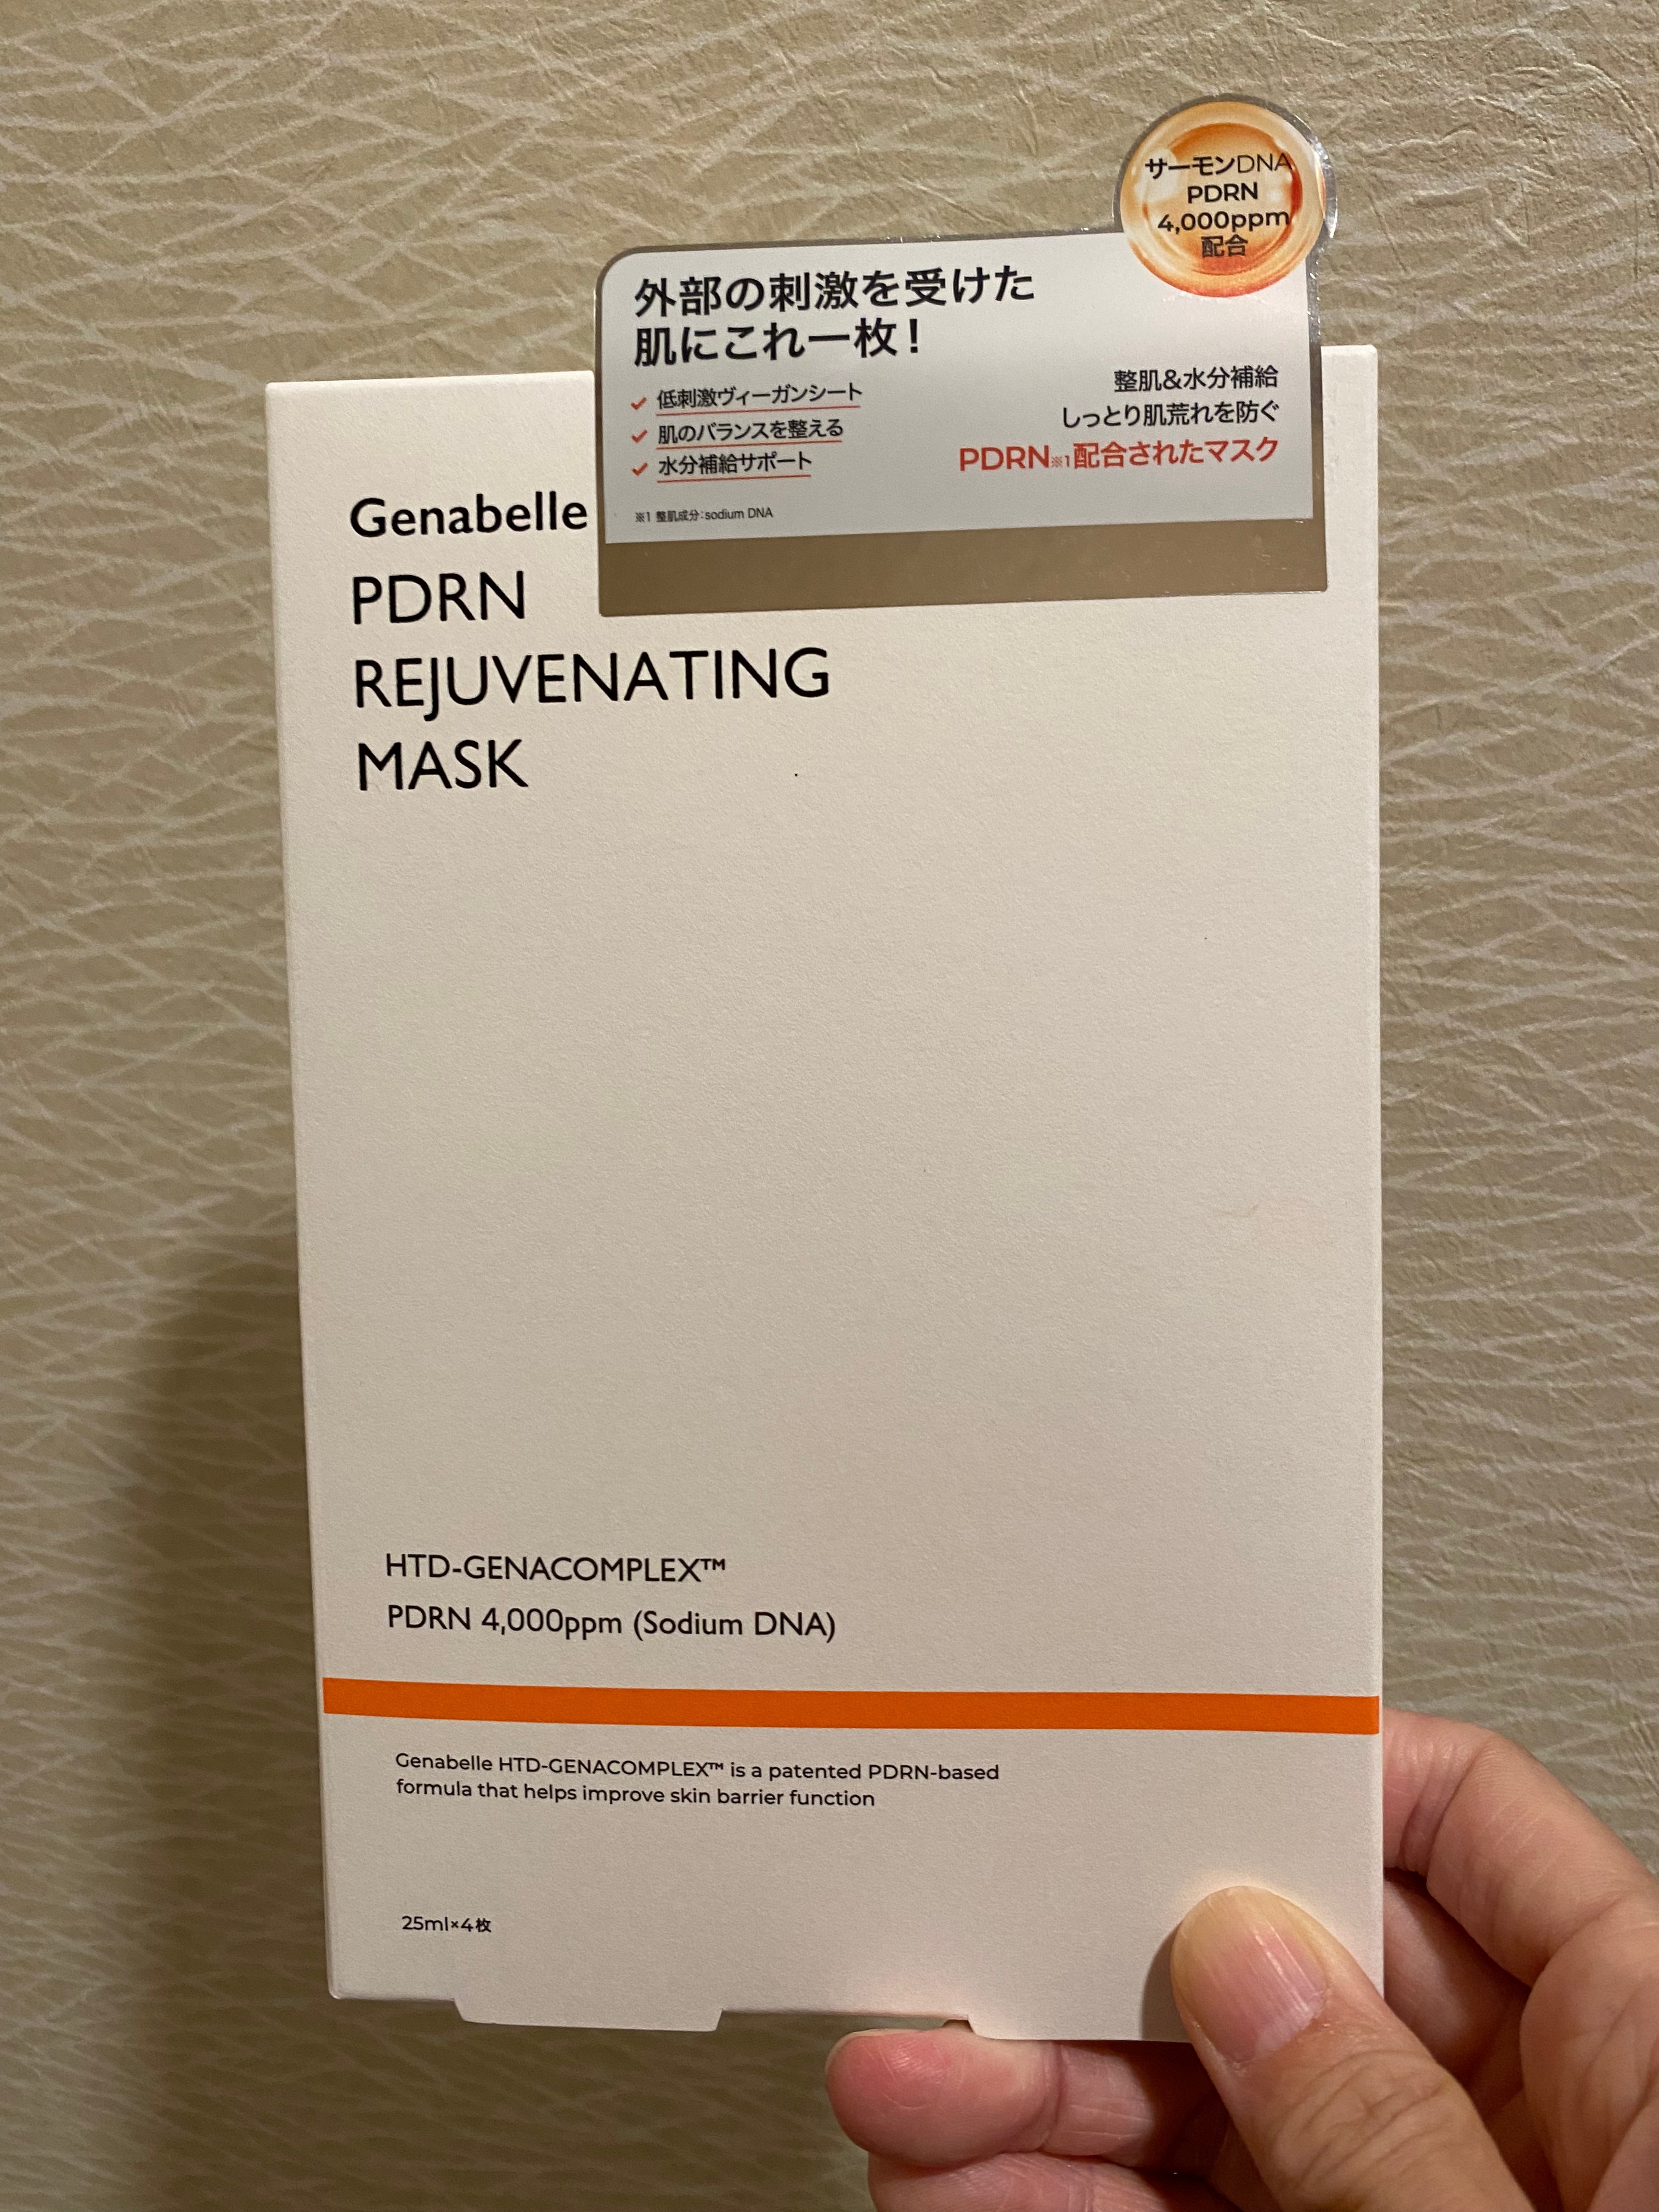 サーモンDNA
PDRN
4,000ppm
配合
外部の刺激を受けた
肌にこれ一枚！
低刺激ヴィーガンシート
肌のバランスを整える
水分補給サポート
整肌&水分補給
しっとり肌荒れを防ぐ
PDRN※1配合されたマスク
※1 整肌成分：sodium DNA
Genabelle
PDRN
REJUVENATING
MASK
HTD-GENACOMPLEX™
PDRN 4,000ppm (Sodium DNA)
Genabelle HTD-GENACOMPLEX™ is a patented PDRN-based
formula that helps improve skin barrier function
25ml×4枚